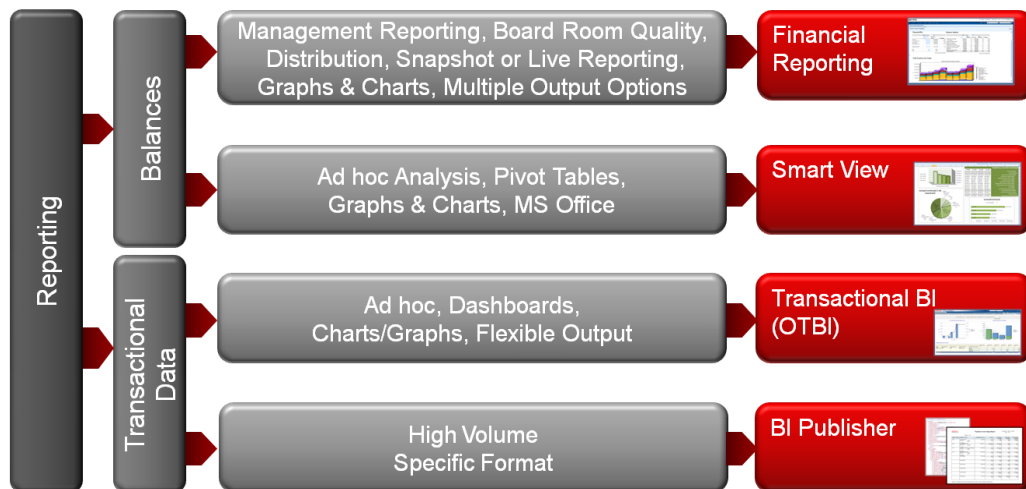 Reporting
Balances
Management Reporting, Board Room Quality,
Distribution, Snapshot or Live Reporting,
Graphs & Charts, Multiple Output Options
Financial
Reporting
Ad hoc Analysis, Pivot Tables,
Graphs & Charts, MS Office
Smart View
Transactional
Data
Ad hoc, Dashboards,
Charts/Graphs, Flexible Output
Transactional BI
(OTBI)
High Volume
Specific Format
BI Publisher